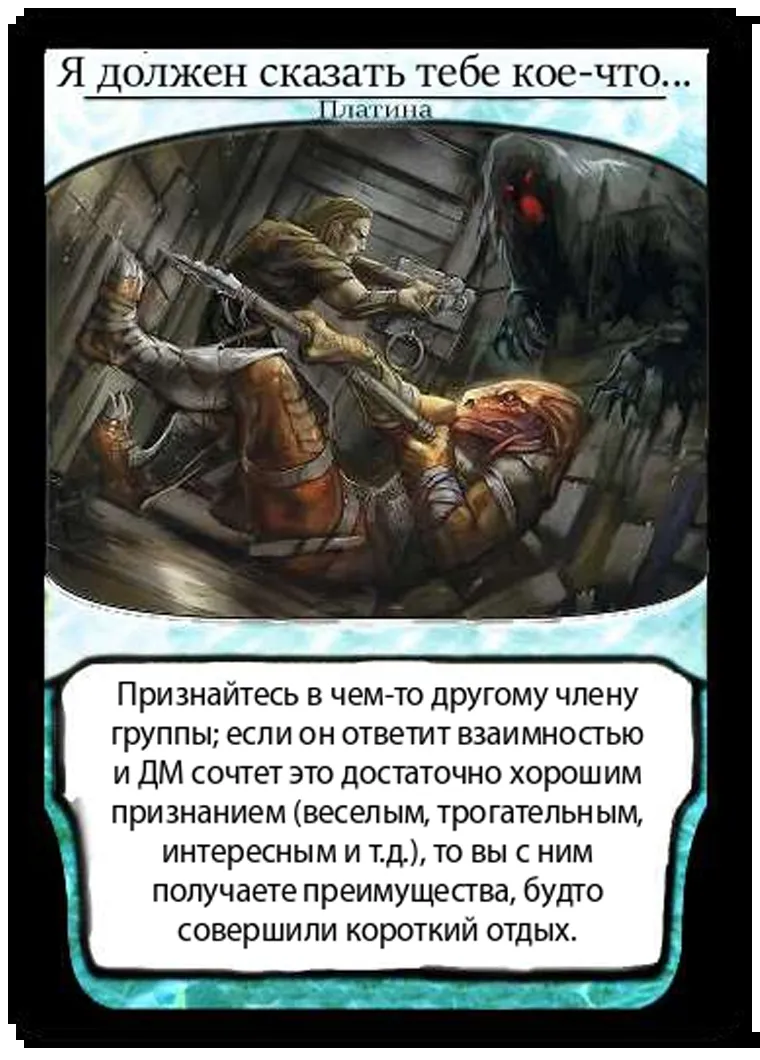 Я должен сказать тебе кое-что...
Платина
Признайтесь в чем-то другому члену
группы; если он ответит взаимностью
и ДМ сочтет это достаточно хорошим
признанием (веселым, трогательным,
интересным и т.д.), то вы с ним
получаете преимущества, будто
совершили короткий отдых.